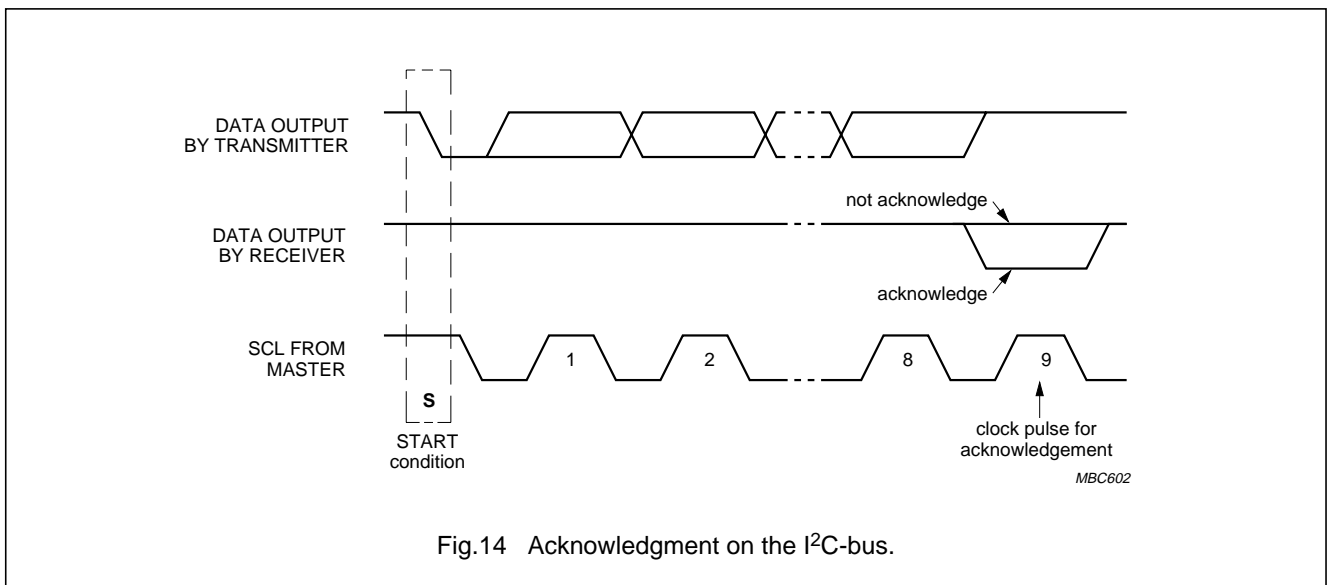 DATA OUTPUT
BY TRANSMITTER
not acknowledge
DATA OUTPUT
BY RECEIVER
acknowledge
SCL FROM
MASTER
1
2
8
9
S
START
condition
clock pulse for
acknowledgement
MBC602
Fig.14 Acknowledgment on the I²C-bus.